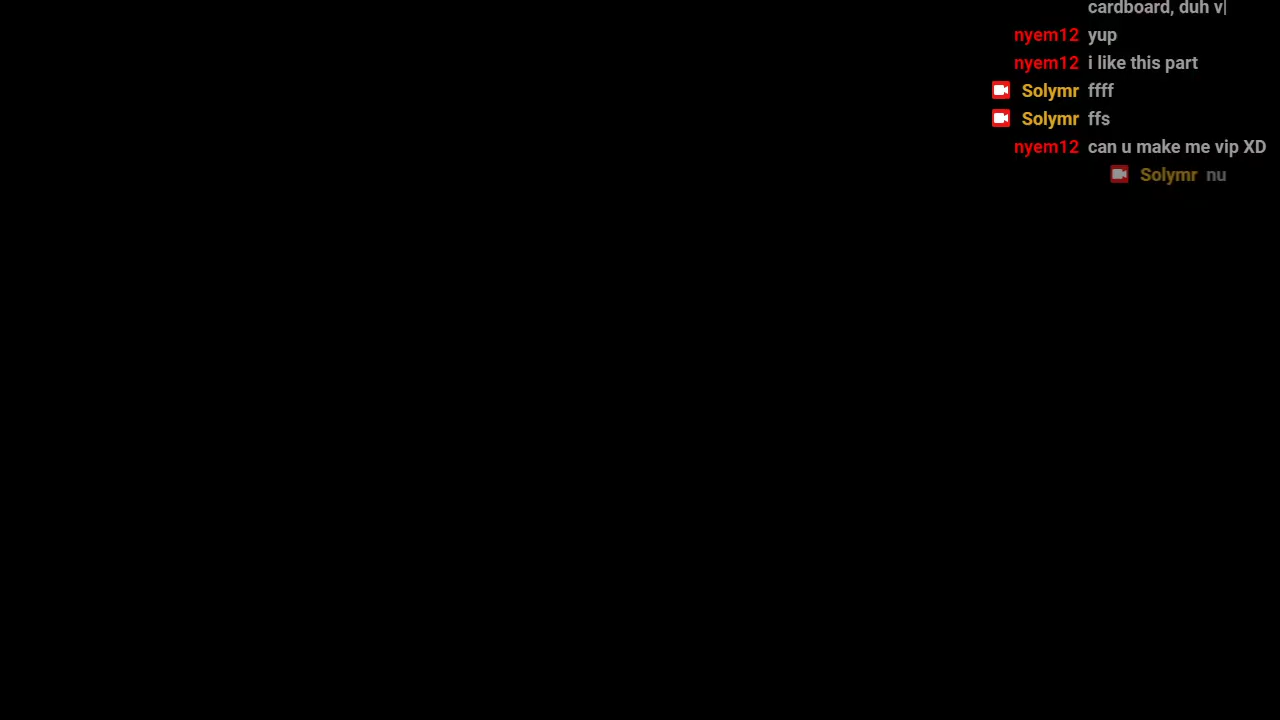 cardboard, duh v|
nyem12 yup
nyem12 i like this part
Solymr ffff
Solymr ffs
nyem12 can u make me vip XD
Solymr nu